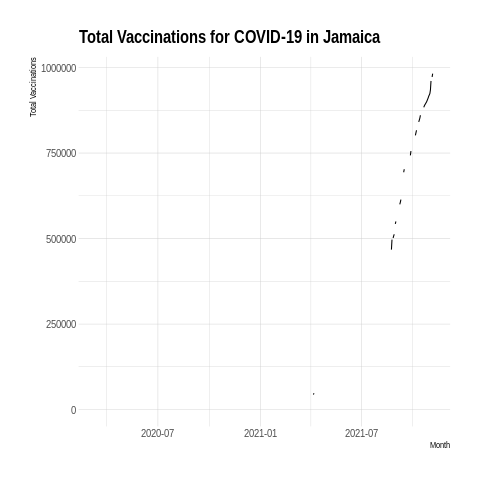 Total Vaccinations for COVID-19 in Jamaica
Total Vaccinations
1000000
750000
500000
250000
0
2020-07 2021-01 2021-07
Month